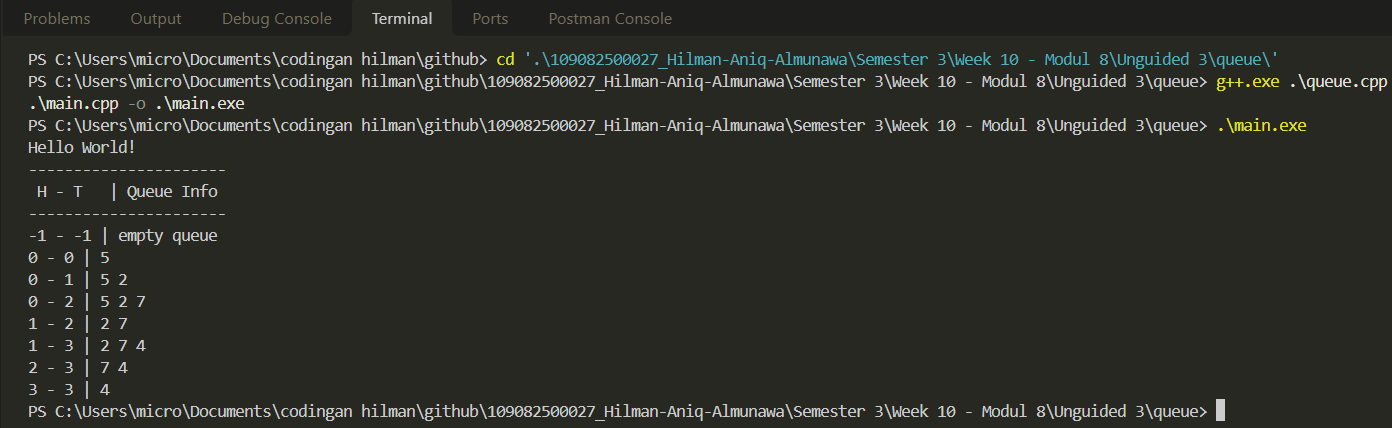 Problems Output Debug Console Terminal Ports Postman Console
PS C:\Users\micro\Documents\codingan hilman\github> cd '.\109082500027_Hilman-Aniq-Almunawa\Semester 3\Week 10 - Modul 8\Unguided 3\queue\'
PS C:\Users\micro\Documents\codingan hilman\github\109082500027_Hilman-Aniq-Almunawa\Semester 3\Week 10 - Modul 8\Unguided 3\queue> g++.exe .\queue.cpp
.\main.cpp -o .\main.exe
PS C:\Users\micro\Documents\codingan hilman\github\109082500027_Hilman-Aniq-Almunawa\Semester 3\Week 10 - Modul 8\Unguided 3\queue> .\main.exe
Hello World!
----------------------
 H - T   | Queue Info
----------------------
-1 - -1 | empty queue
0 - 0 | 5
0 - 1 | 5 2
0 - 2 | 5 2 7
1 - 2 | 2 7
1 - 3 | 2 7 4
2 - 3 | 7 4
3 - 3 | 4
PS C:\Users\micro\Documents\codingan hilman\github\109082500027_Hilman-Aniq-Almunawa\Semester 3\Week 10 - Modul 8\Unguided 3\queue>